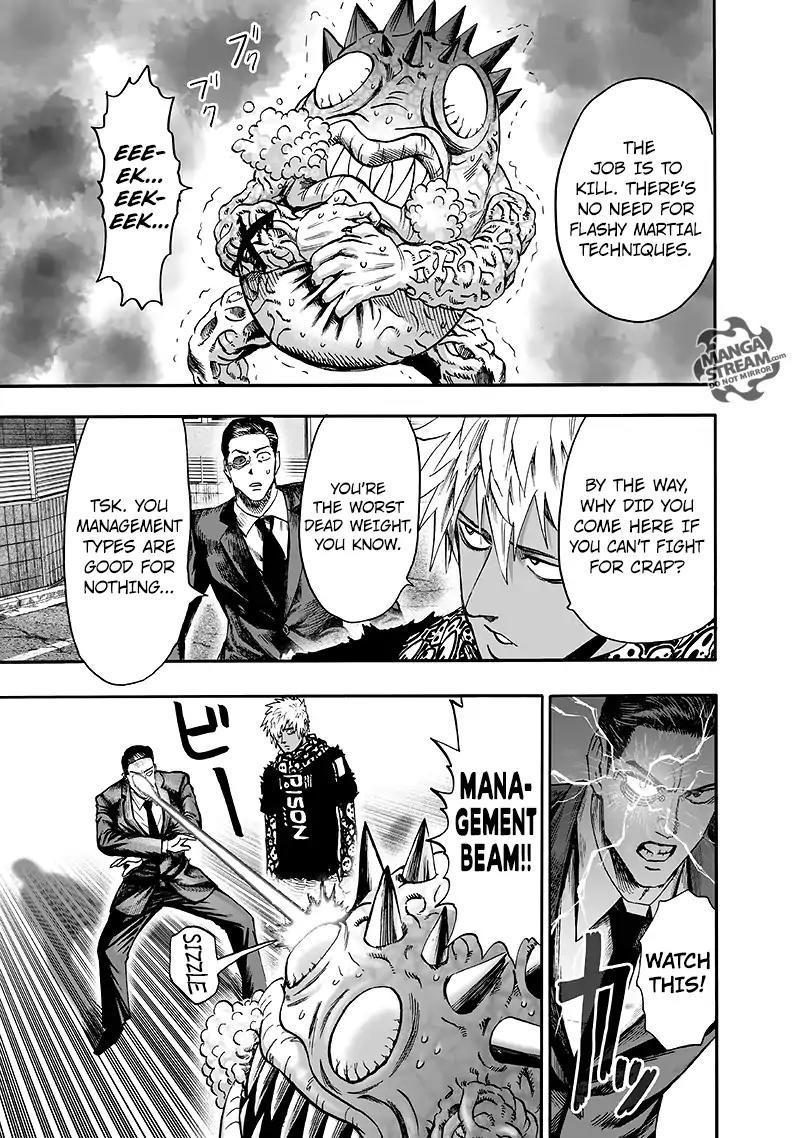 THE
JOB IS TO
KILL. THERE'S
NO NEED FOR
FLASHY MARTIAL
TECHNIQUES.
ブブ
EEE-
EK...
EEK-
EEK...
MANGA
STREAM.com
DO NOT MIRROR
BY THE WAY,
WHY DID YOU
COME HERE IF
YOU CAN'T FIGHT
FOR CRAP?
YOU'RE
THE WORST
DEAD WEIGHT,
YOU KNOW.
TSK. YOU
MANAGEMENT
TYPES ARE
GOOD FOR
NOTHING...
WATCH
THIS!
カッ
MANA-
GEMENT
BEAM!!
ビー
POISON
SIZZLE